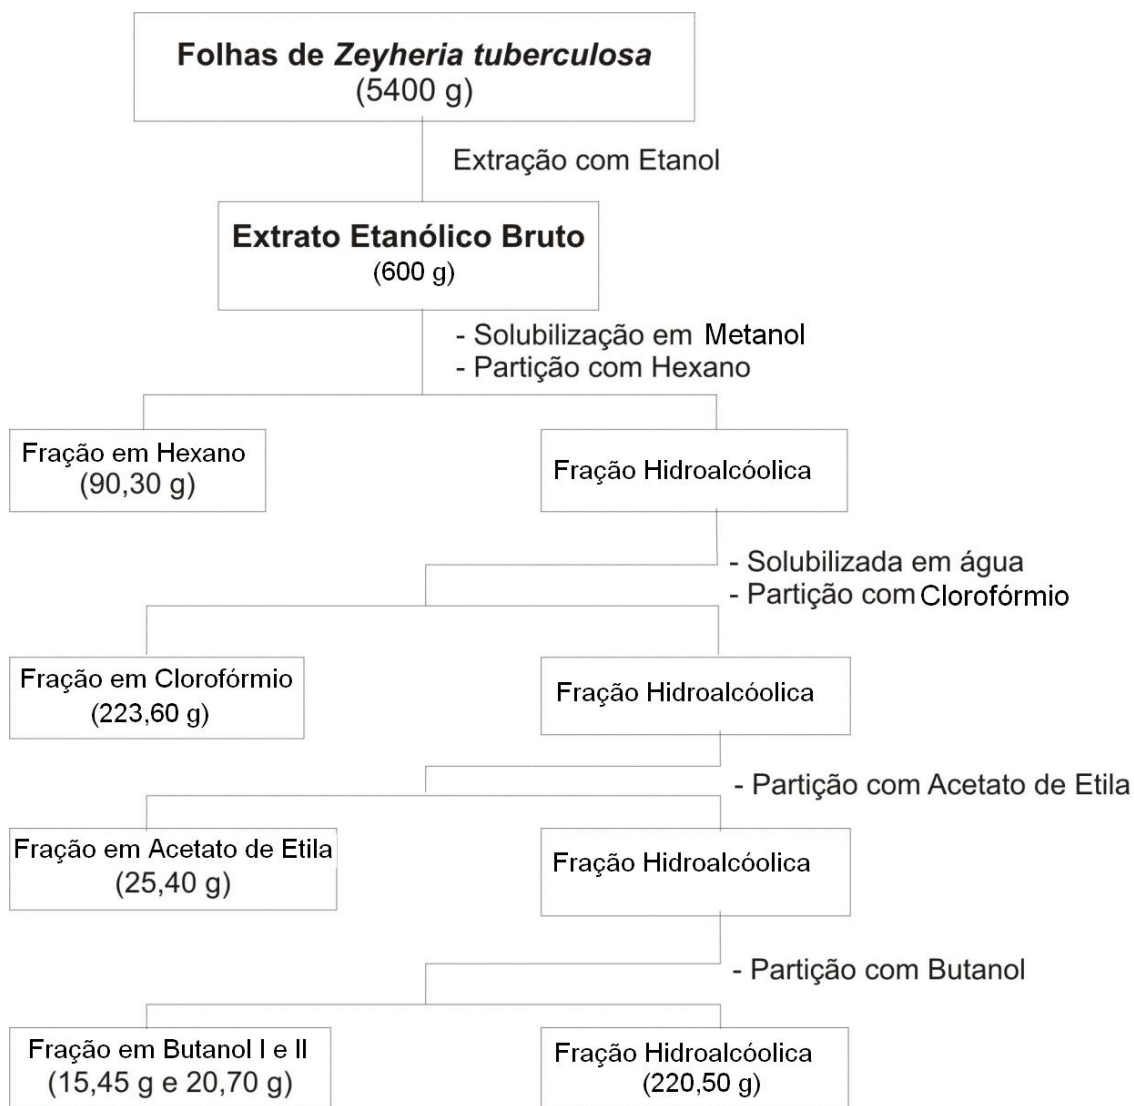 Folhas de Zeyheria tuberculosa
(5400 g)
Extração com Etanol
Extrato Etanólico Bruto
(600 g)
- Solubilização em Metanol
- Partição com Hexano
Fração em Hexano
(90,30 g)
Fração Hidroalcóolica
- Solubilizada em água
- Partição com Clorofórmio
Fração em Clorofórmio
(223,60 g)
Fração Hidroalcóolica
- Partição com Acetato de Etila
Fração em Acetato de Etila
(25,40 g)
Fração Hidroalcóolica
- Partição com Butanol
Fração em Butanol I e II
(15,45 g e 20,70 g)
Fração Hidroalcóolica
(220,50 g)